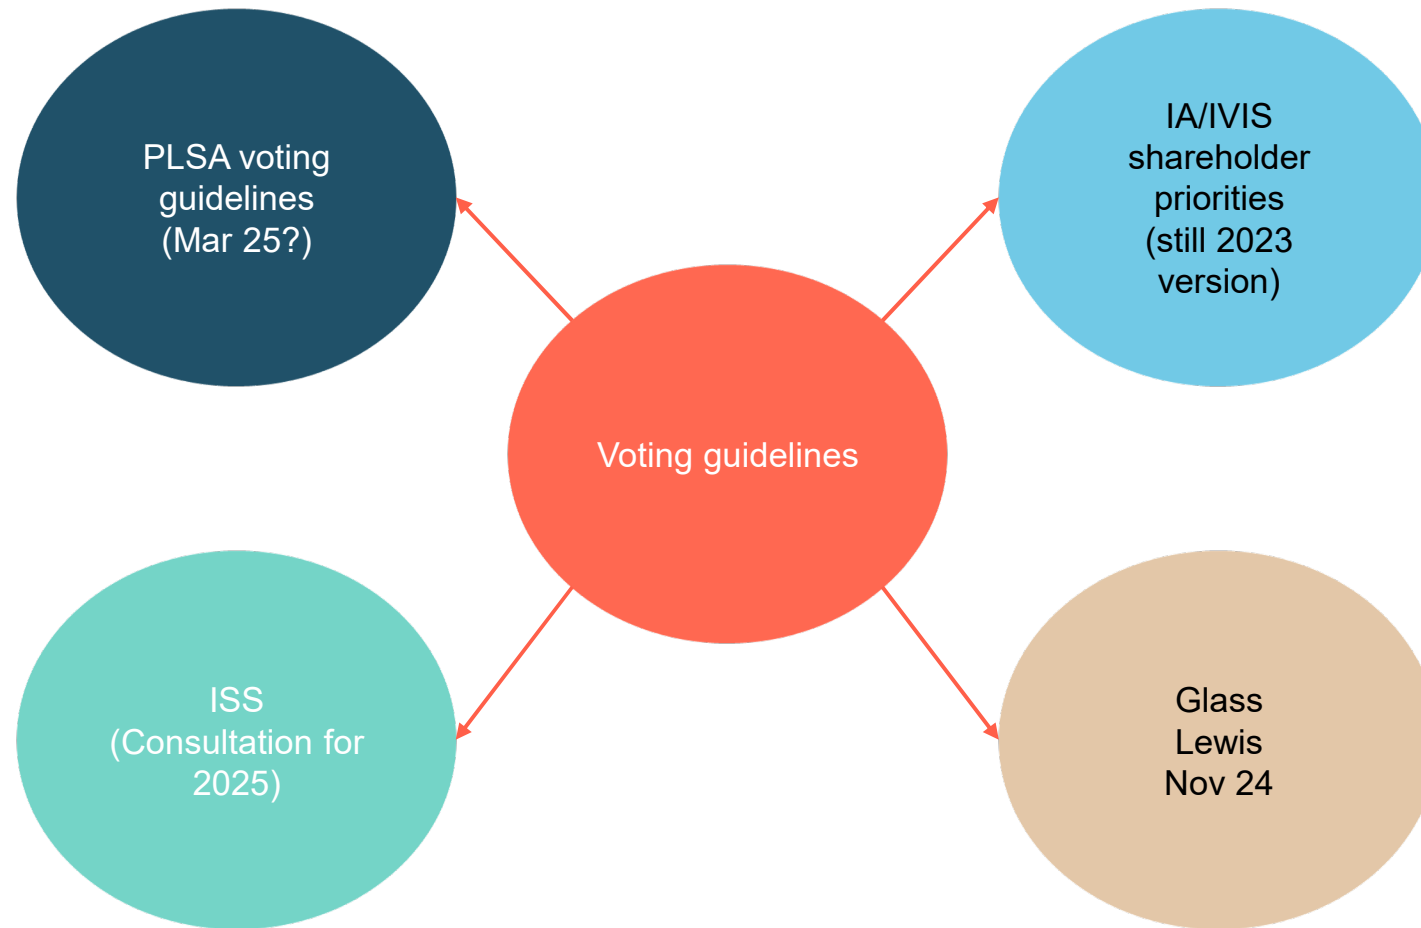 PLSA voting
guidelines
(Mar 25?)
IA/IVIS
shareholder
priorities
(still 2023
version)
Voting guidelines
ISS
(Consultation for
2025)
Glass
Lewis
Nov 24